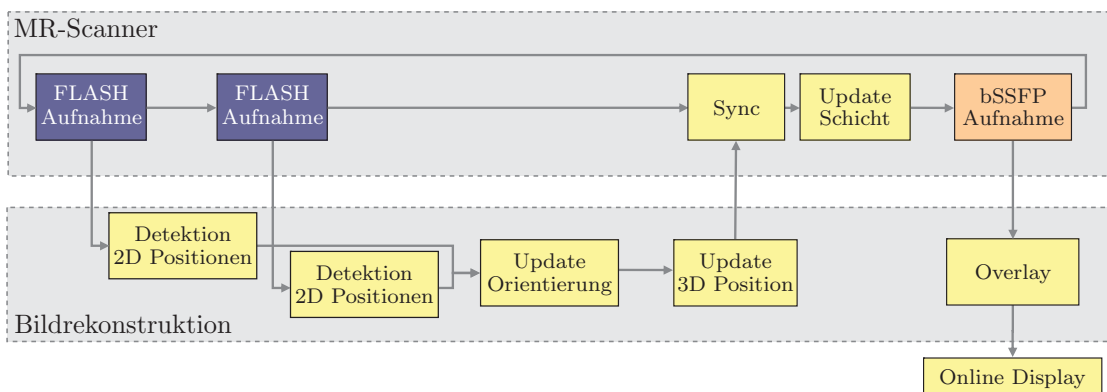 MR-Scanner
FLASH
Aufnahme
FLASH
Aufnahme
Sync
Update
Schicht
bSSFP
Aufnahme
Detektion
2D Positionen
Detektion
2D Positionen
Update
Orientierung
Update
3D Position
Overlay
Bildrekonstruktion
Online Display